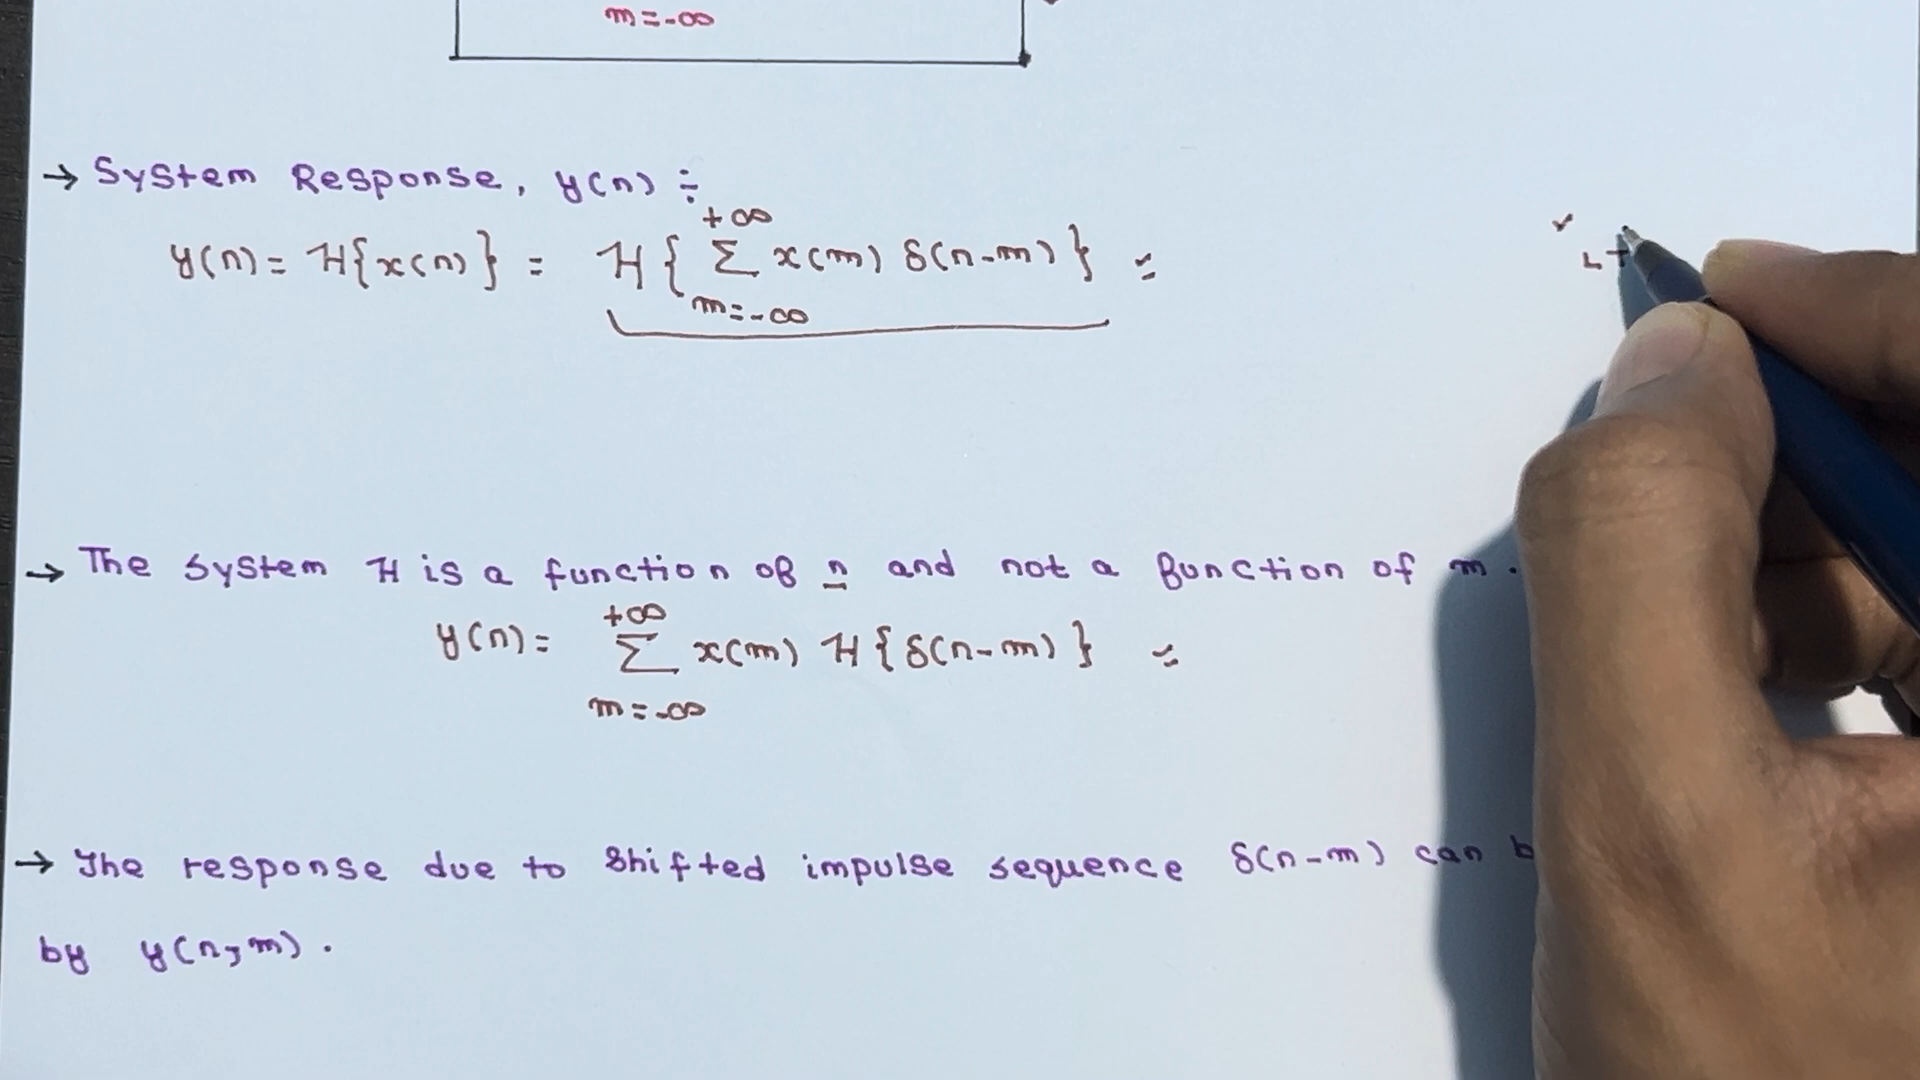 m=-∞
→ System Response, y(n) :
+∞
y(n) = H{x(n)} = H{ Σ x(m) δ(n-m)} =
m=-∞
→ The system H is a function of n and not a function of m.
+∞
y(n) = Σ x(m) H{δ(n-m)} =
m=-∞
→ The response due to shifted impulse sequence δ(n-m) can
by y(n,m).